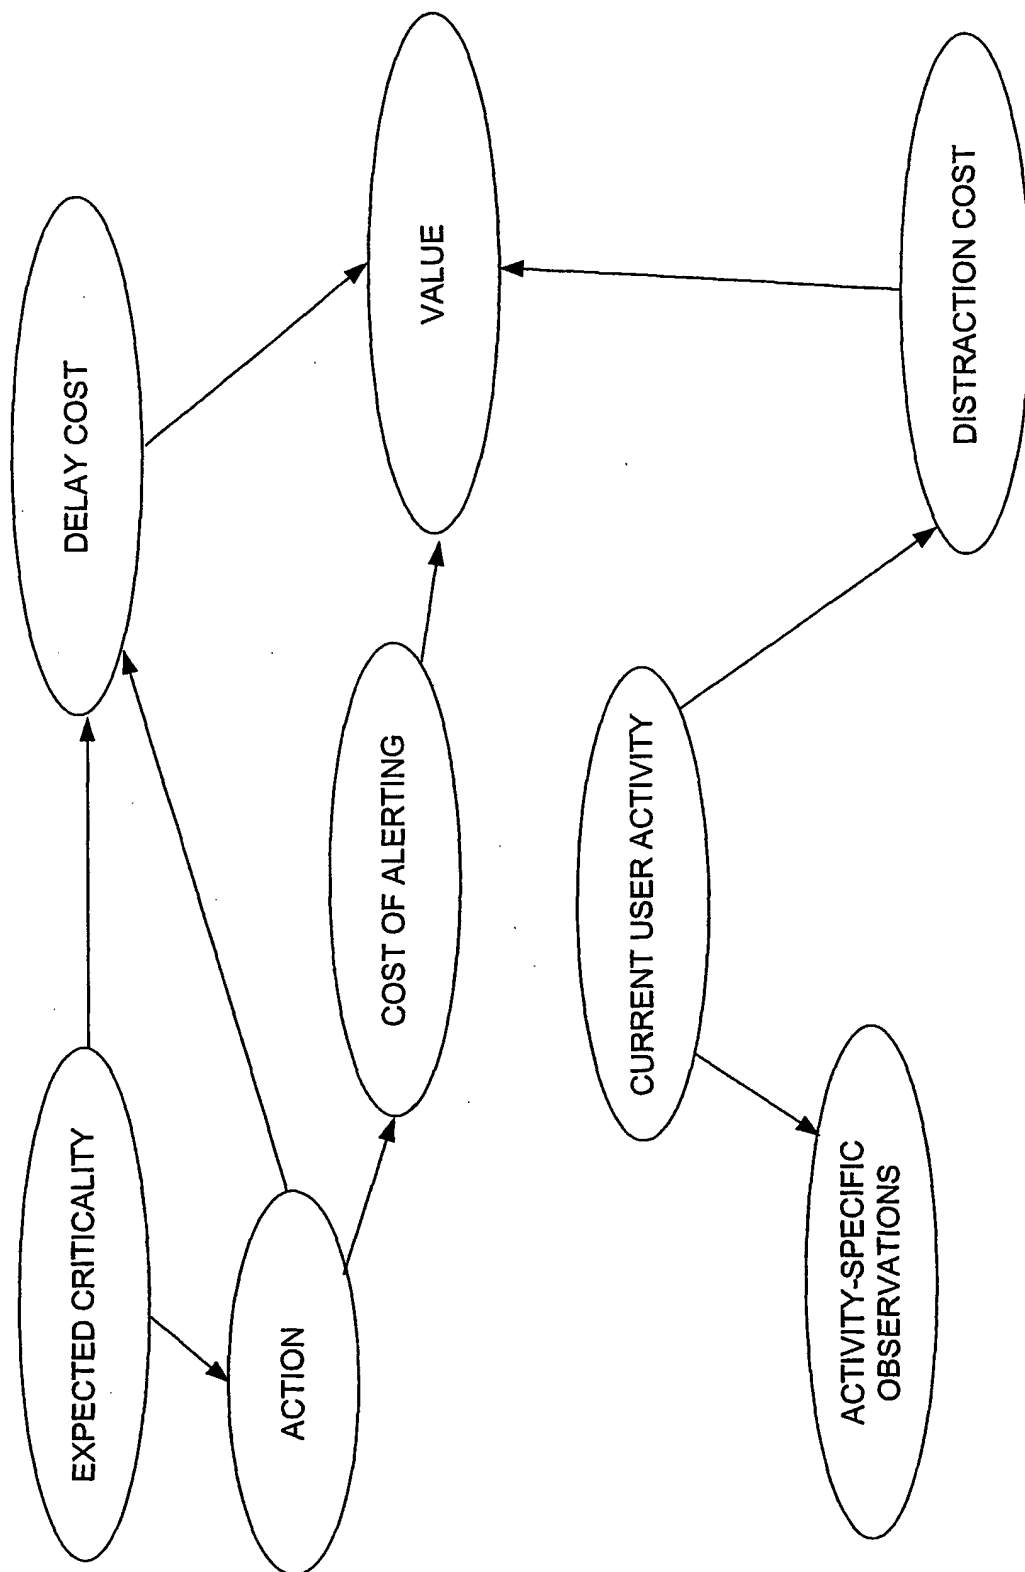 EXPECTED CRITICALITY
DELAY COST
ACTION
COST OF ALERTING
VALUE
CURRENT USER ACTIVITY
ACTIVITY-SPECIFIC
OBSERVATIONS
DISTRACTION COST